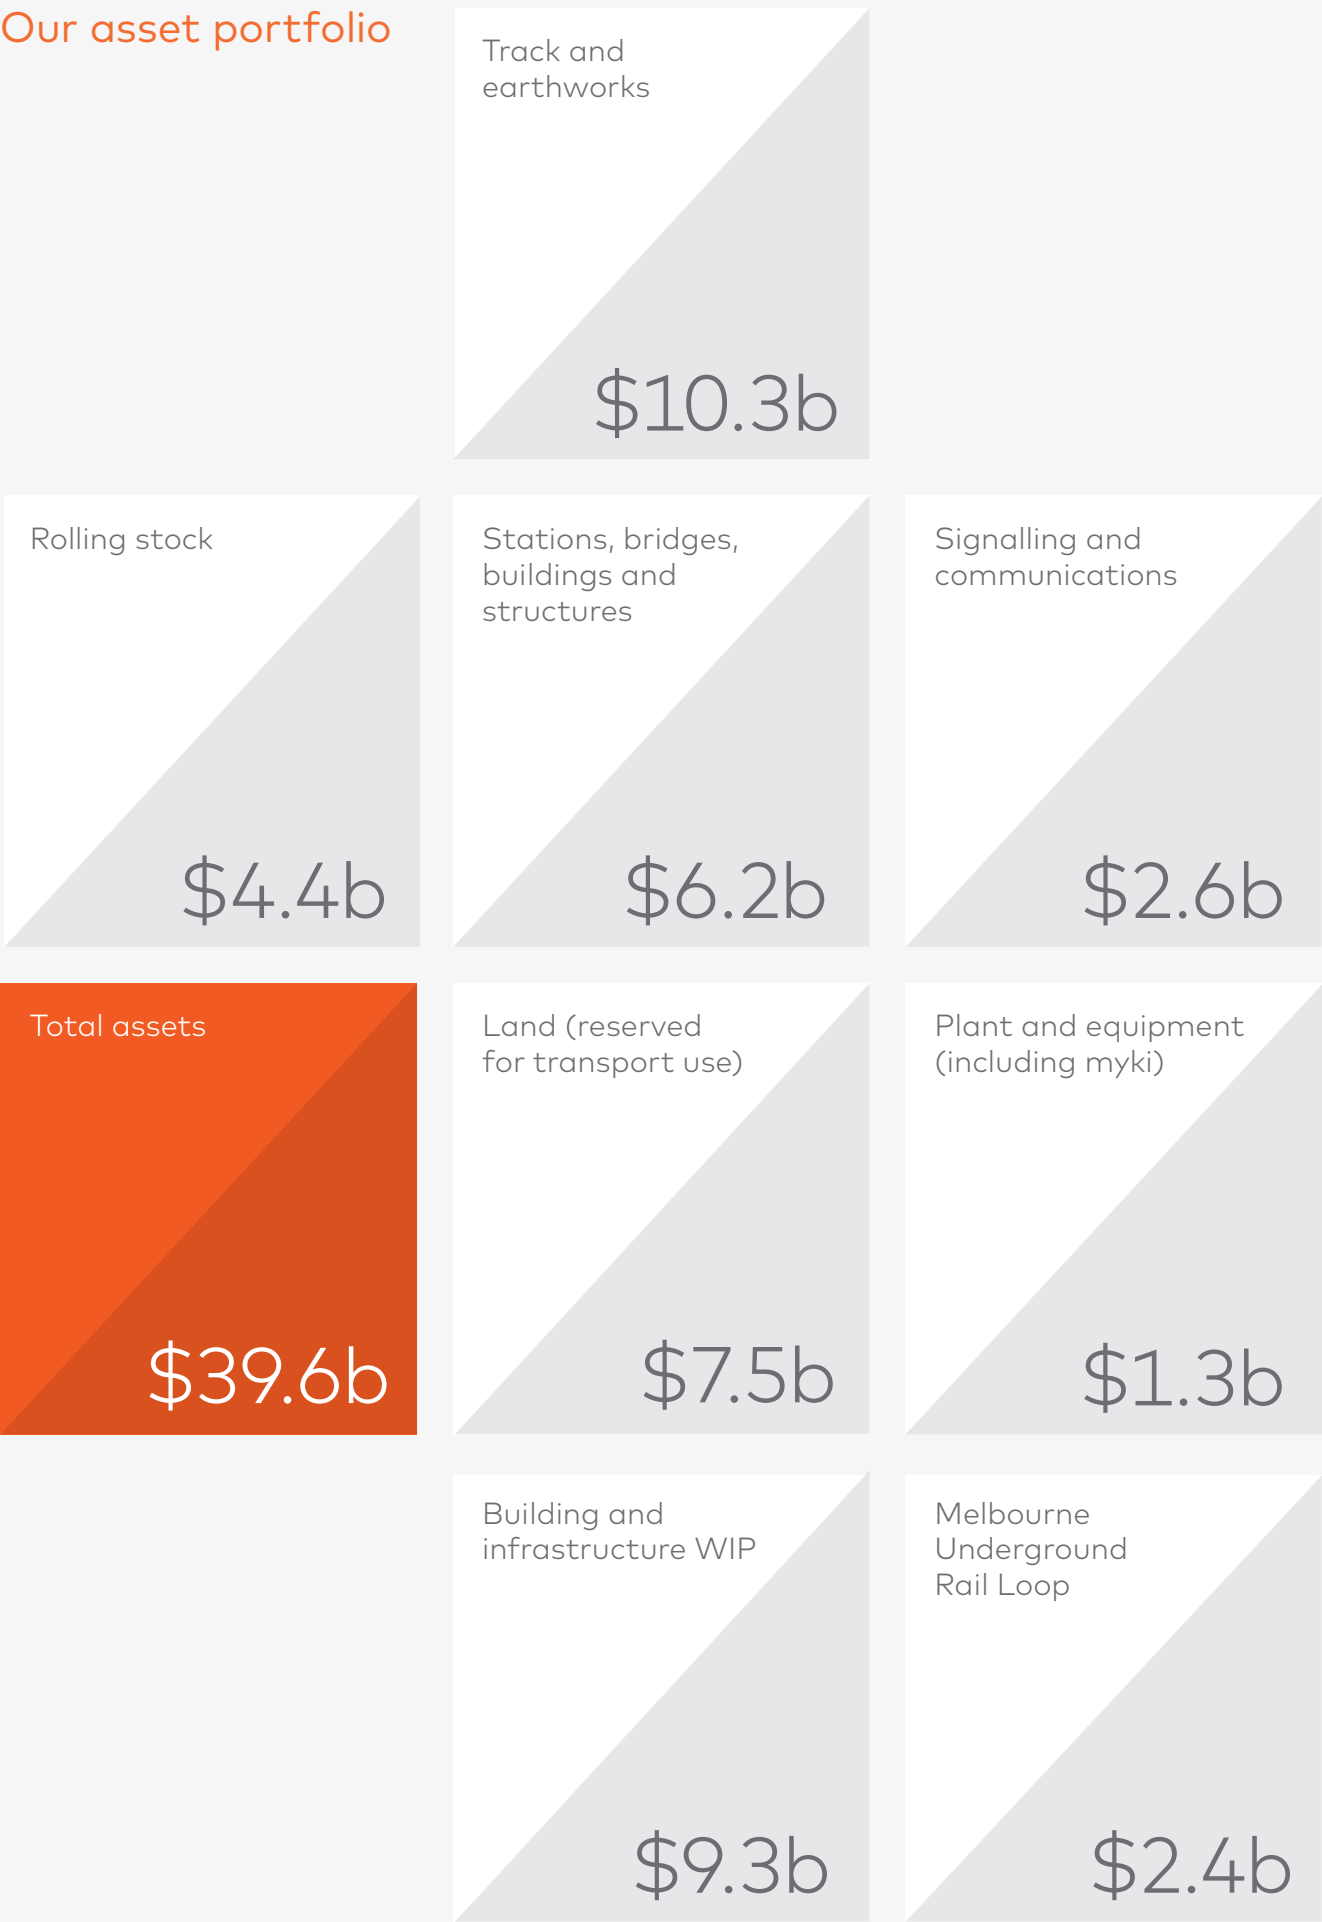 Our asset portfolio
Track and
earthworks
$10.3b
Rolling stock
$4.4b
Stations, bridges,
buildings and
structures
$6.2b
Signalling and
communications
$2.6b
Total assets
$39.6b
Land (reserved
for transport use)
$7.5b
Plant and equipment
(including myki)
$1.3b
Building and
infrastructure WIP
$9.3b
Melbourne
Underground
Rail Loop
$2.4b